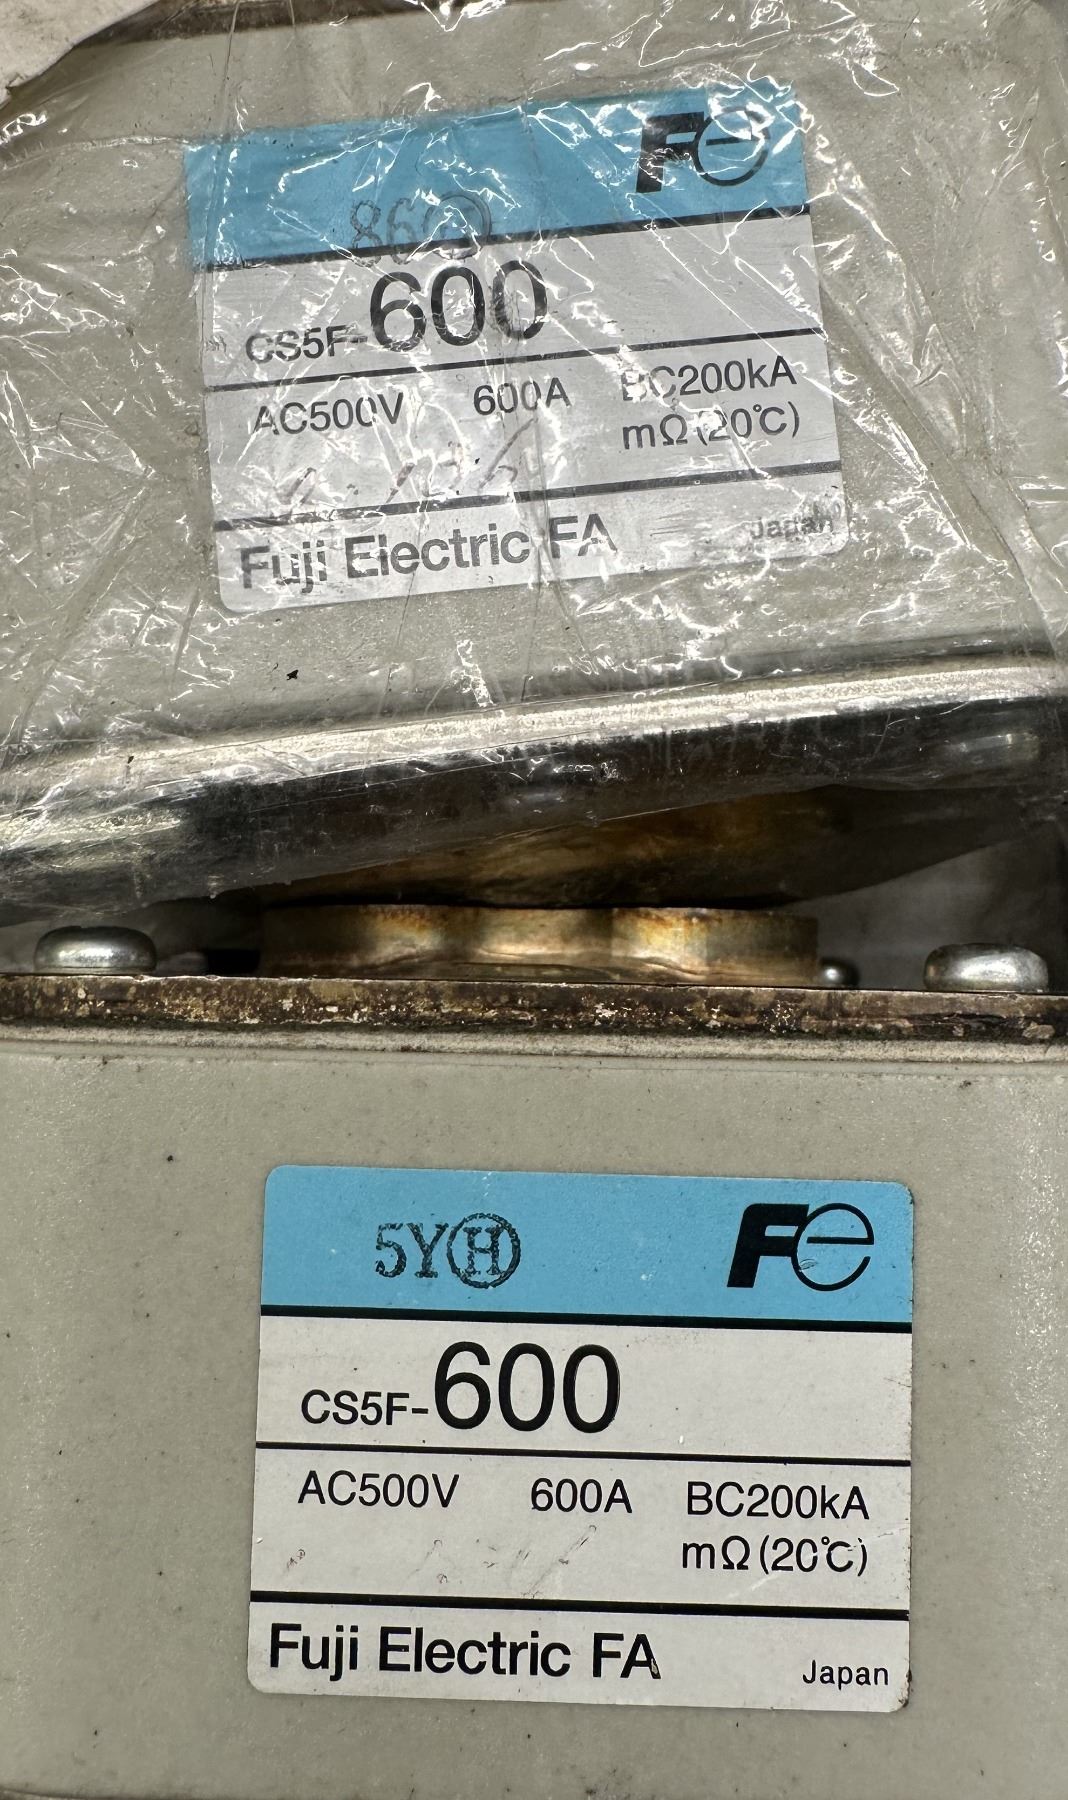 Fe
86
CS5F-600
AC500V 600A BC200kA
mΩ(20℃)
Fuji Electric FA Japan
5YⒽ Fe
CS5F-600
AC500V 600A BC200kA
mΩ(20℃)
Fuji Electric FA Japan